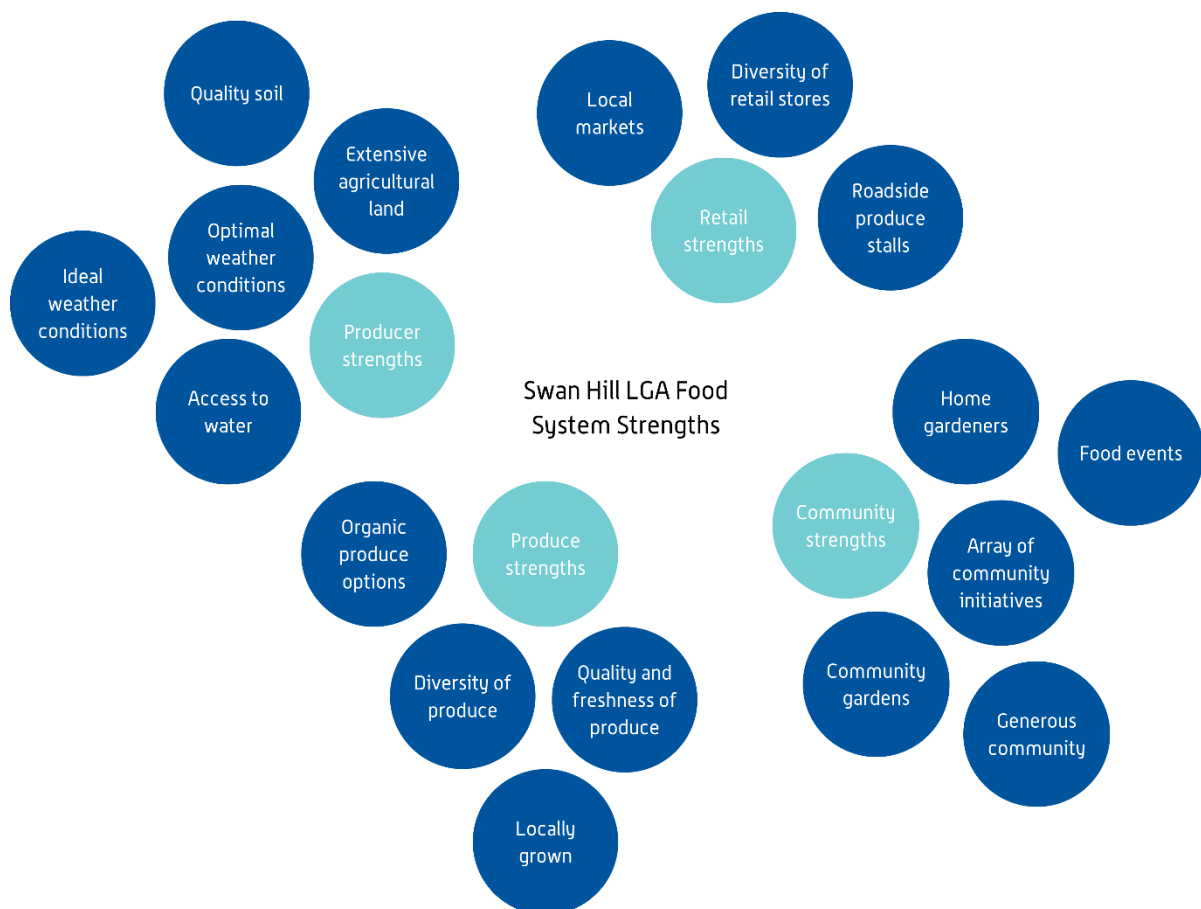 Quality soil
Extensive
agricultural
land
Optimal
weather
conditions
Ideal
weather
conditions
Producer
strengths
Access to
water
Local
markets
Diversity of
retail stores
Retail
strengths
Roadside
produce
stalls
Swan Hill LGA Food
System Strengths
Home
gardeners
Food events
Community
strengths
Array of
community
initiatives
Community
gardens
Generous
community
Organic
produce
options
Produce
strengths
Diversity of
produce
Quality and
freshness of
produce
Locally
grown